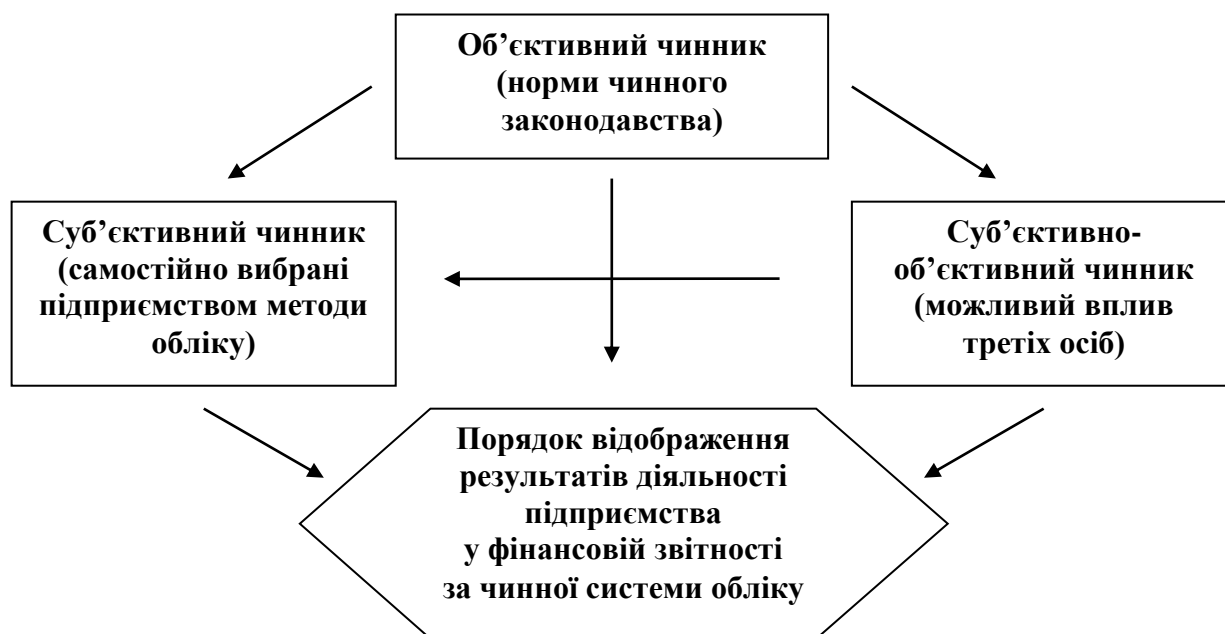 Об’єктивний чинник
(норми чинного
законодавства)
Суб’єктивний чинник
(самостійно вибрані
підприємством методи
обліку)
Суб’єктивно-
об’єктивний чинник
(можливий вплив
третіх осіб)
Порядок відображення
результатів діяльності
підприємства
у фінансовій звітності
за чинної системи обліку